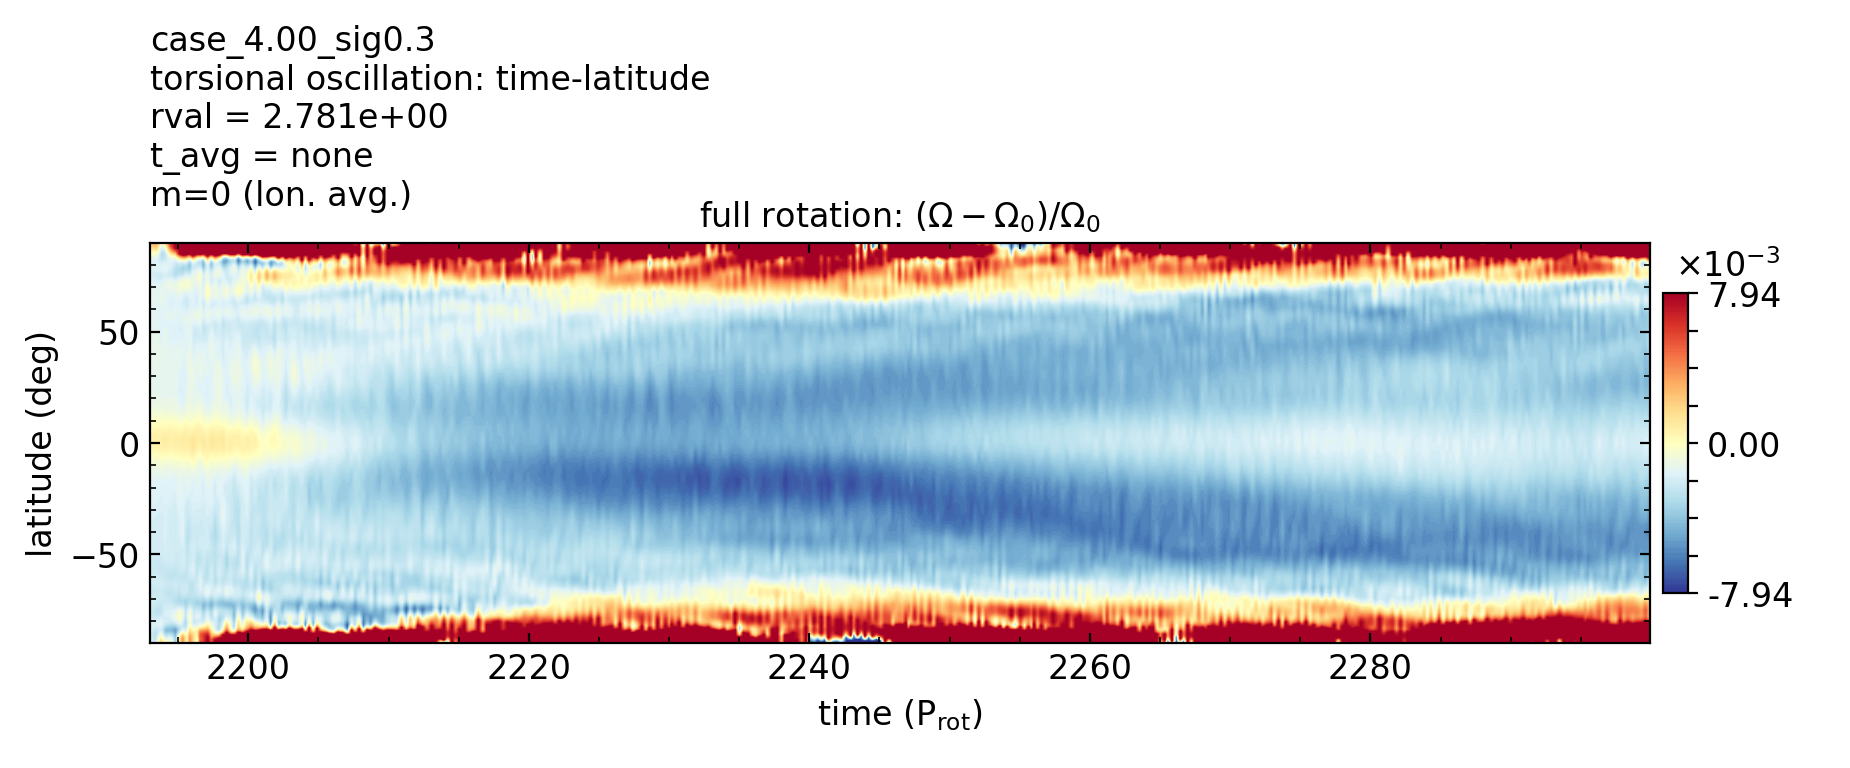 case_4.00_sig0.3
torsional oscillation: time-latitude
rval = 2.781e+00
t_avg = none
m=0 (lon. avg.)
full rotation: (Ω − Ω₀)/Ω₀
×10⁻³
7.94
0.00
-7.94
latitude (deg)
50
0
−50
2200 2220 2240 2260 2280
time (P_rot)